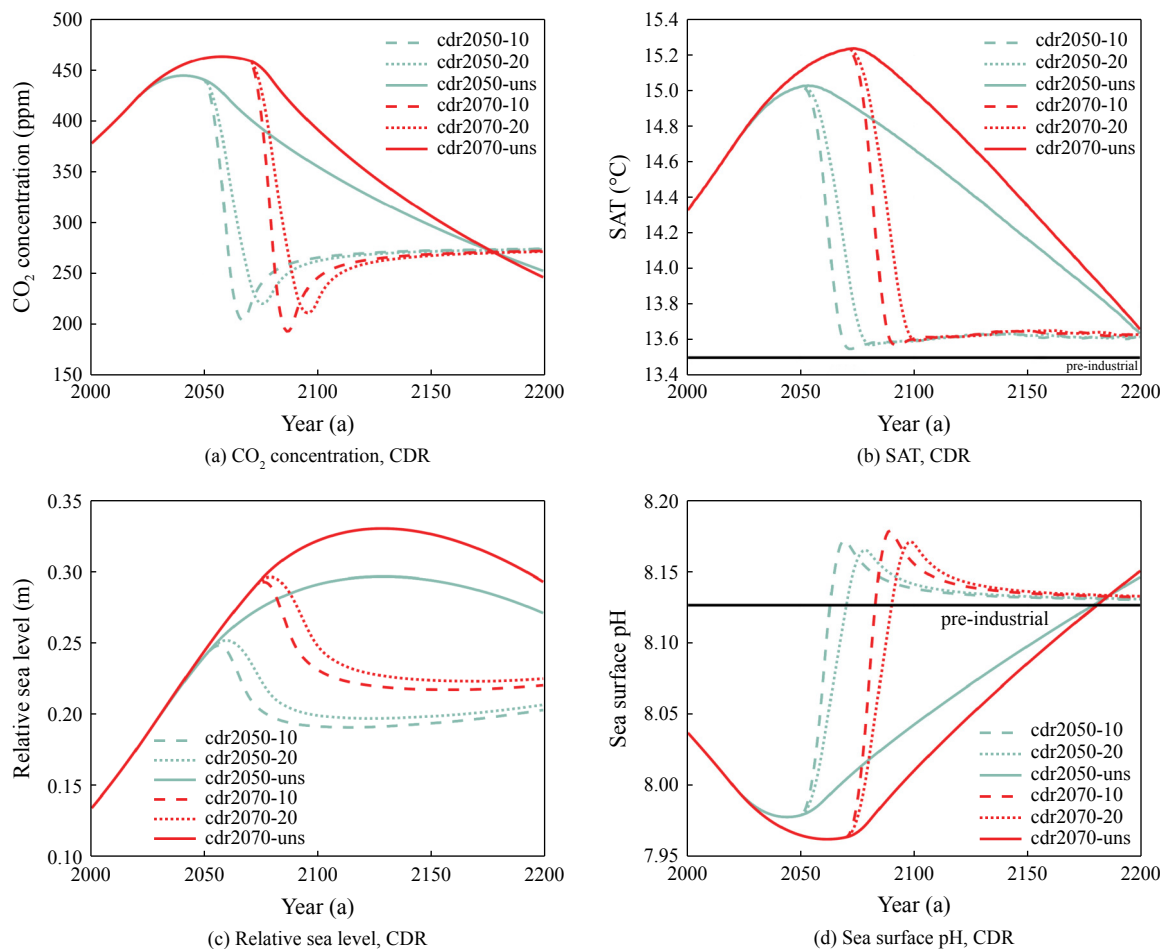 CO2 concentration (ppm)
500
450
400
350
300
250
200
150
2000
2050
2100
2150
2200
cdr2050-10
cdr2050-20
cdr2050-uns
cdr2070-10
cdr2070-20
cdr2070-uns
Year (a)
(a) CO2 concentration, CDR
SAT (°C)
15.4
15.2
15.0
14.8
14.6
14.4
14.2
14.0
13.8
13.6
13.4
2000
2050
2100
2150
2200
cdr2050-10
cdr2050-20
cdr2050-uns
cdr2070-10
cdr2070-20
cdr2070-uns
pre-industrial
Year (a)
(b) SAT, CDR
Relative sea level (m)
0.35
0.30
0.25
0.20
0.15
0.10
2000
2050
2100
2150
2200
cdr2050-10
cdr2050-20
cdr2050-uns
cdr2070-10
cdr2070-20
cdr2070-uns
Year (a)
(c) Relative sea level, CDR
Sea surface pH
8.20
8.15
8.10
8.05
8.00
7.95
2000
2050
2100
2150
2200
pre-industrial
cdr2050-10
cdr2050-20
cdr2050-uns
cdr2070-10
cdr2070-20
cdr2070-uns
Year (a)
(d) Sea surface pH, CDR